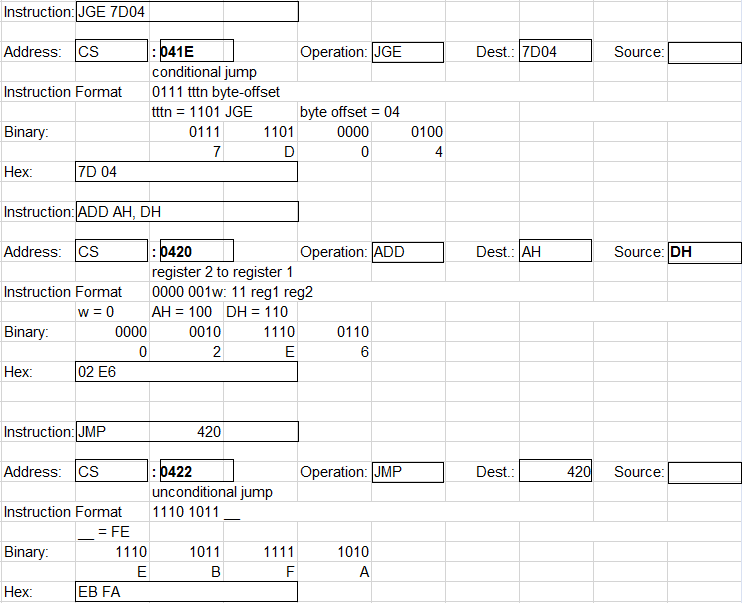 Instruction: JGE 7D04
Address: CS : 041E Operation: JGE Dest.: 7D04 Source:
conditional jump
Instruction Format 0111 tttn byte-offset
tttn = 1101 JGE byte offset = 04
Binary: 0111 1101 0000 0100
7 D 0 4
Hex: 7D 04
Instruction: ADD AH, DH
Address: CS : 0420 Operation: ADD Dest.: AH Source: DH
register 2 to register 1
Instruction Format 0000 001w: 11 reg1 reg2
w = 0 AH = 100 DH = 110
Binary: 0000 0010 1110 0110
0 2 E 6
Hex: 02 E6
Instruction: JMP 420
Address: CS : 0422 Operation: JMP Dest.: 420 Source:
unconditional jump
Instruction Format 1110 1011 __
__ = FE
Binary: 1110 1011 1111 1010
E B F A
Hex: EB FA